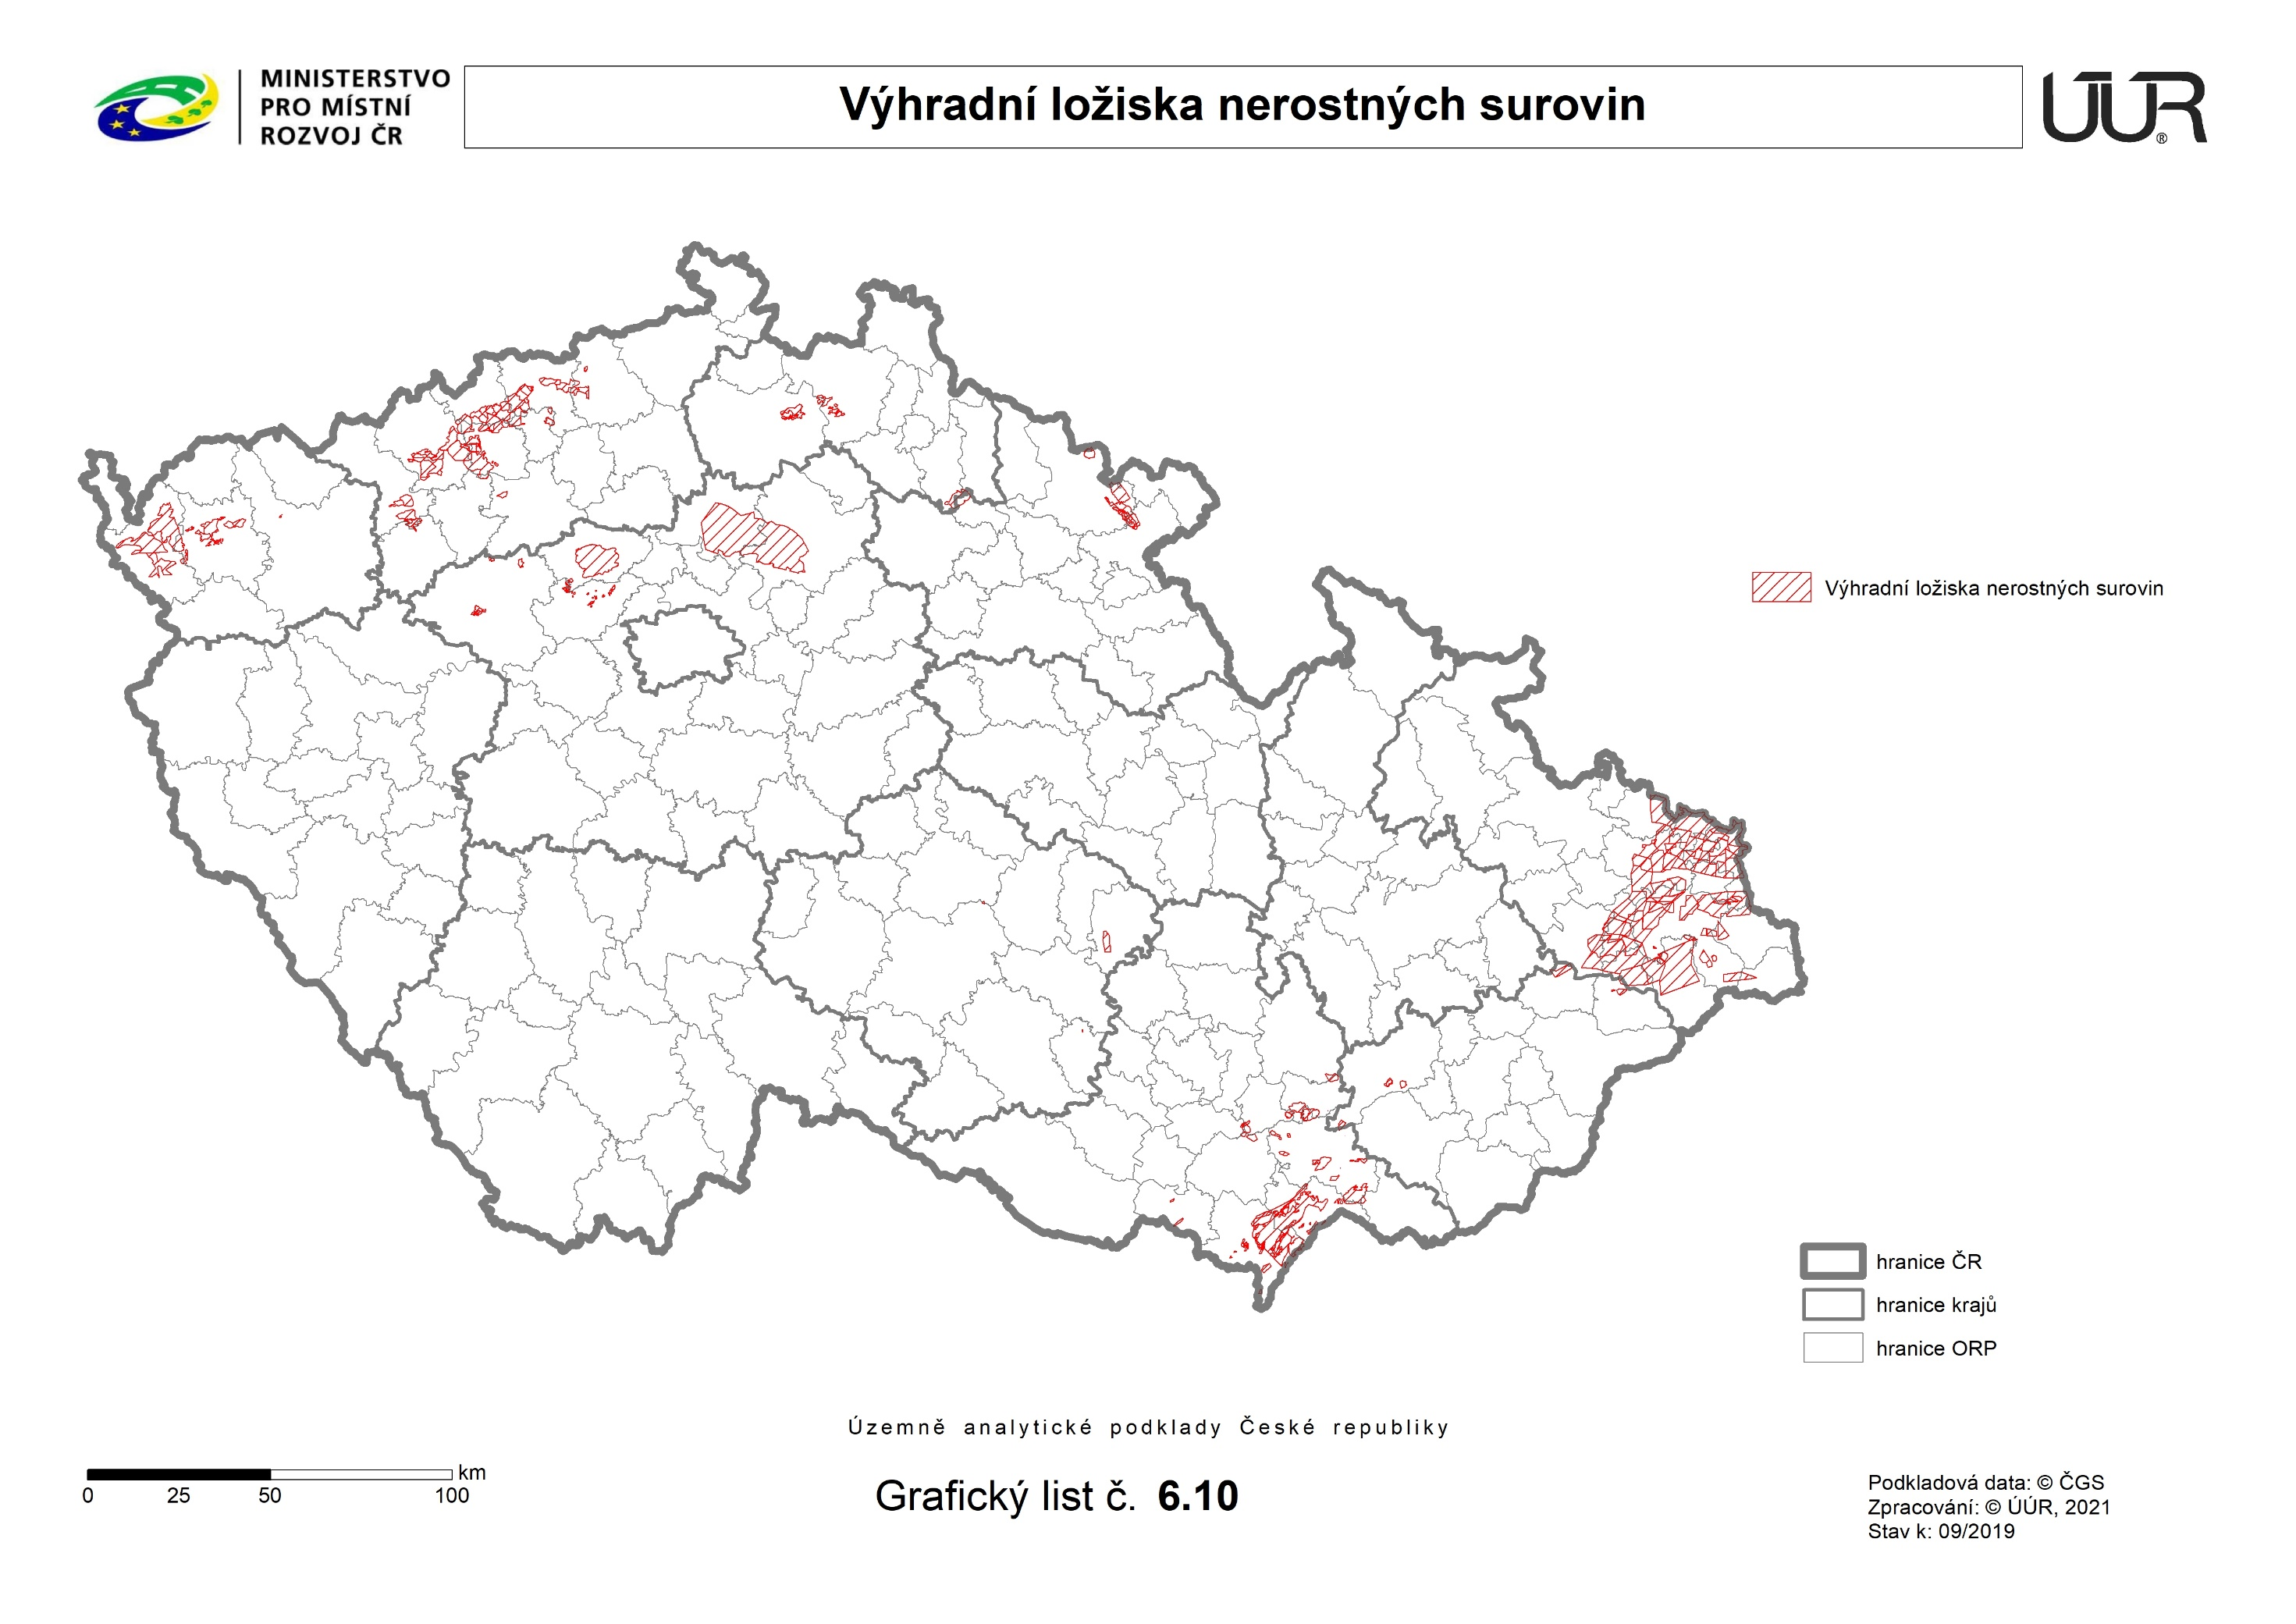 MINISTERSTVO
PRO MÍSTNÍ
ROZVOJ ČR
Výhradní ložiska nerostných surovin
ÚÚR®
Výhradní ložiska nerostných surovin
hranice ČR
hranice krajů
hranice ORP
Územně analytické podklady České republiky
km
0 25 50 100
Grafický list č. 6.10
Podkladová data: © ČGS
Zpracování: © ÚÚR, 2021
Stav k: 09/2019